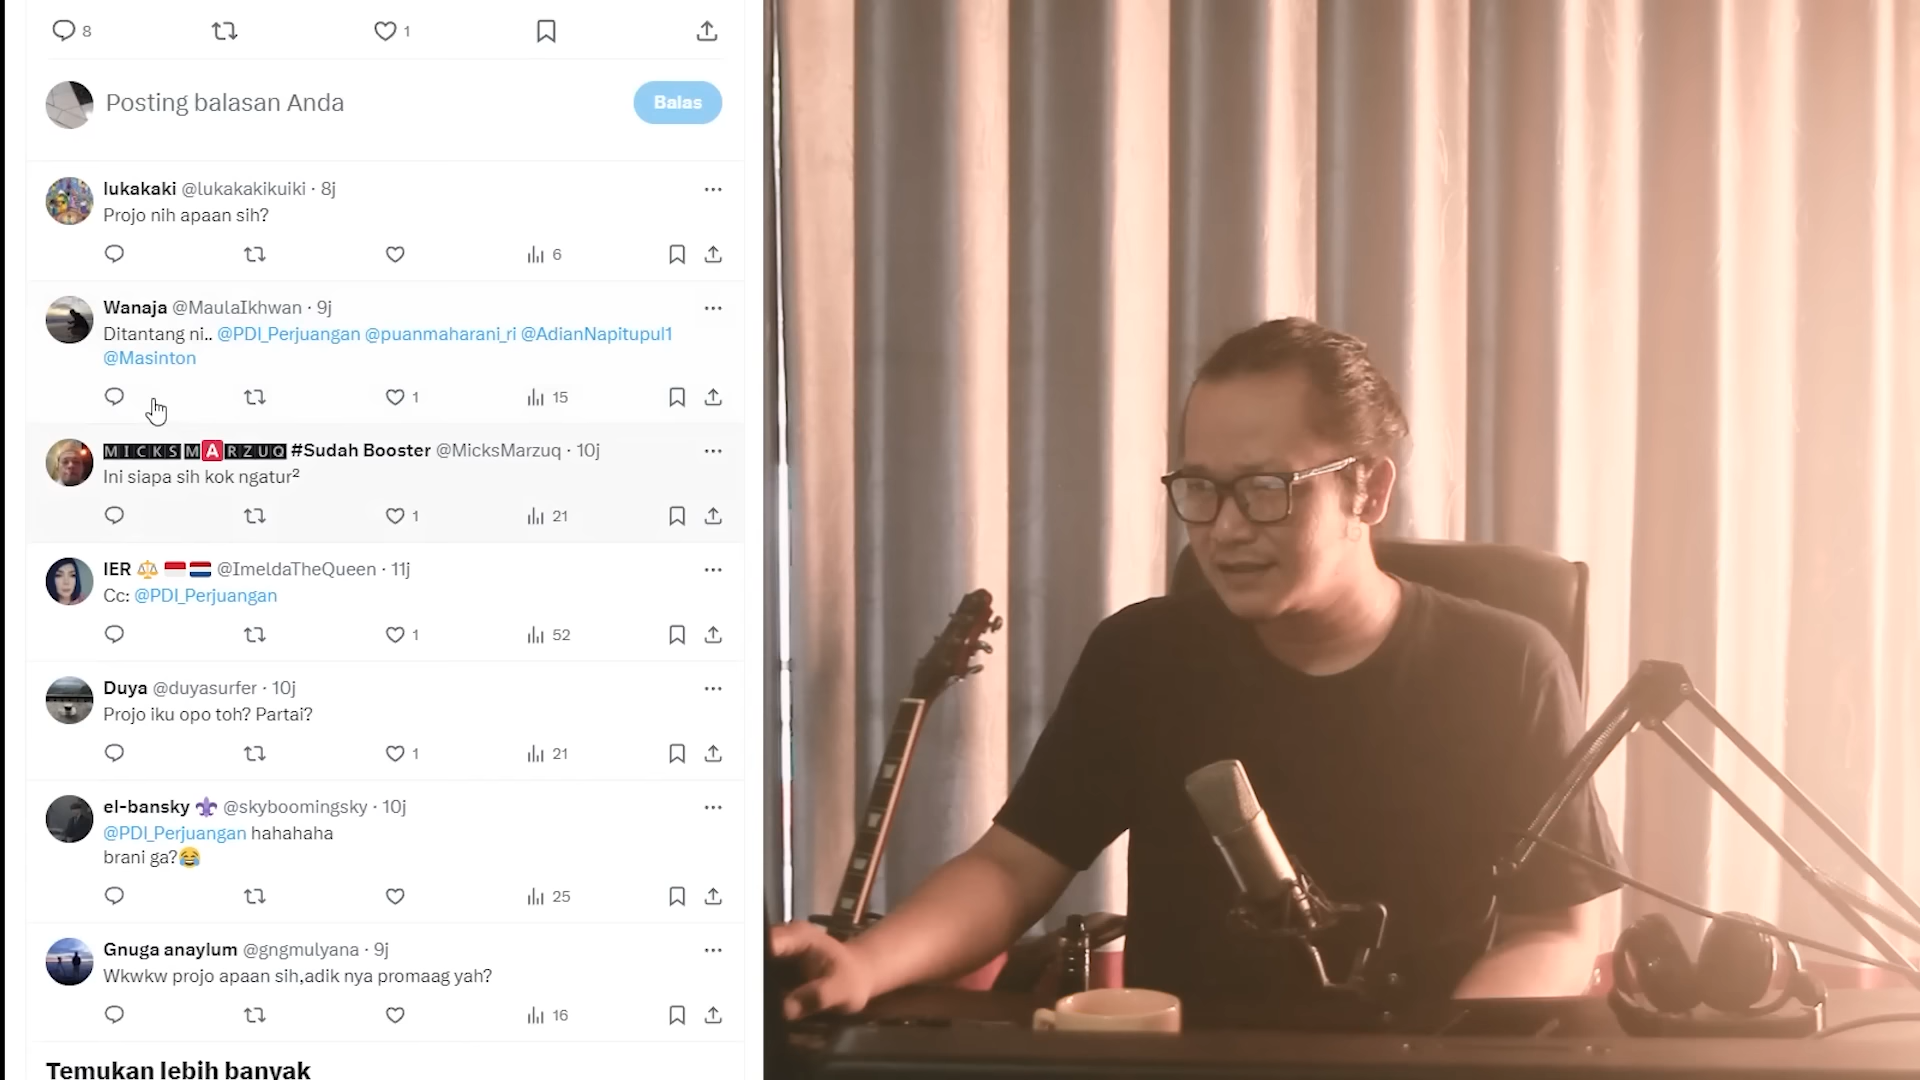 8 1
Posting balasan Anda Balas
lukakaki @lukakakikuiki · 8j
Projo nih apaan sih?
6
Wanaja @MaulaIkhwan · 9j
Ditantang ni.. @PDI_Perjuangan @puanmaharani_ri @AdianNapitupul1
@Masinton
1 15
🅼🅸🅲🅺🆂 🅼🅰🆁🆉🆄🆀 #Sudah Booster @MicksMarzuq · 10j
Ini siapa sih kok ngatur²
1 21
IER ⚖️ 🇮🇩🇳🇱 @ImeldaTheQueen · 11j
Cc: @PDI_Perjuangan
1 52
Duya @duyasurfer · 10j
Projo iku opo toh? Partai?
1 21
el-bansky ⚜ @skyboomingsky · 10j
@PDI_Perjuangan hahahaha
brani ga?😂
25
Gnuga anaylum @gngmulyana · 9j
Wkwkw projo apaan sih,adik nya promaag yah?
16
Temukan lebih banyak